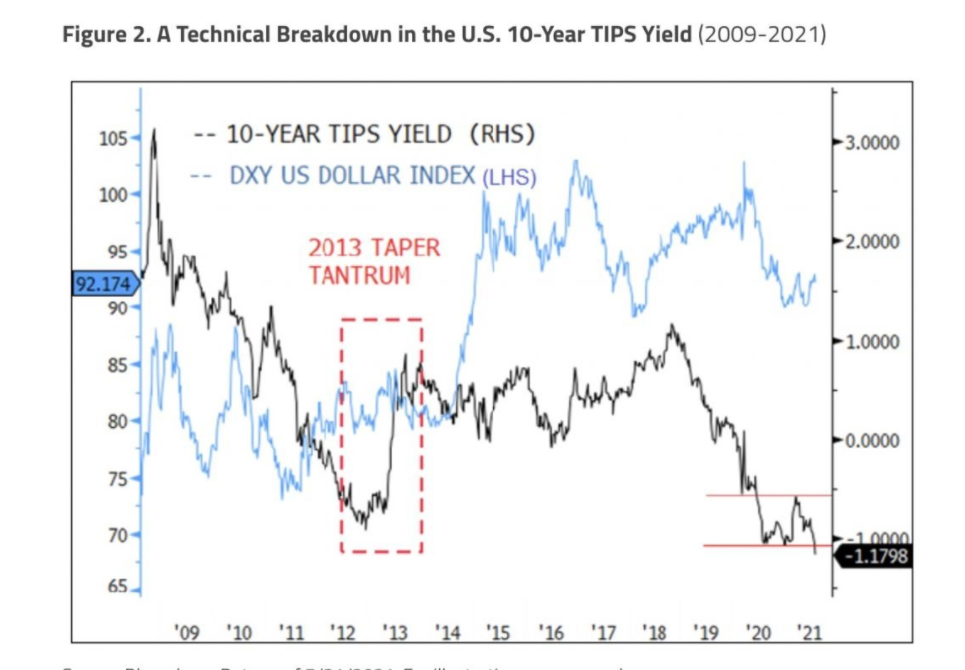 Figure 2. A Technical Breakdown in the U.S. 10-Year TIPS Yield (2009-2021)
-- 10-YEAR TIPS YIELD (RHS)
-- DXY US DOLLAR INDEX (LHS)
2013 TAPER
TANTRUM
105
100
95
92.174
90
85
80
75
70
65
3.0000
2.0000
1.0000
0.0000
-1.0000
-1.1798
'09 '10 '11 '12 '13 '14 '15 '16 '17 '18 '19 '20 '21